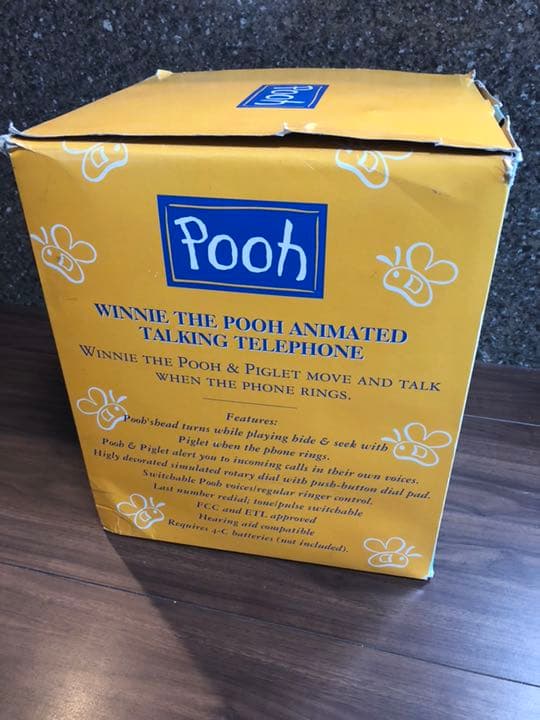 Pooh
Pooh
WINNIE THE POOH ANIMATED
TALKING TELEPHONE
WINNIE THE POOH & PIGLET MOVE AND TALK
WHEN THE PHONE RINGS.
Features:
Pooh'shead turns while playing hide & seek with
Piglet when the phone rings.
Pooh & Piglet alert you to incoming calls in their own voices.
Higly decorated simulated rotary dial with push-button dial pad.
Switchable Pooh voices/regular ringer control.
Last number redial; tone/pulse switchable
FCC and ETL approved
Hearing aid compatible
Requires 4-C batteries (not included).